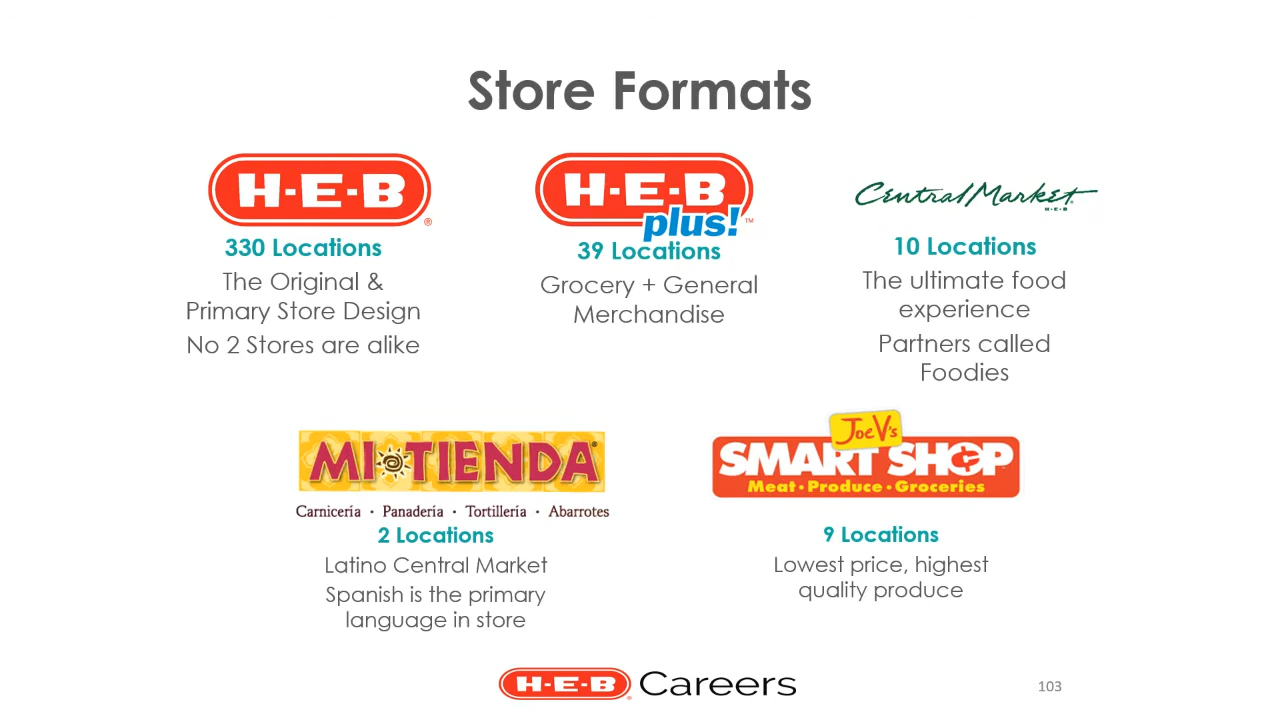 Store Formats
H-E-B
®
330 Locations
The Original &
Primary Store Design
No 2 Stores are alike
H-E-B
plus!™
39 Locations
Grocery + General
Merchandise
Central Market
H-E-B
10 Locations
The ultimate food
experience
Partners called
Foodies
MI TIENDA®
Carnicería · Panadería · Tortillería · Abarrotes
2 Locations
Latino Central Market
Spanish is the primary
language in store
Joe V's
SMART SHOP
Meat • Produce • Groceries
9 Locations
Lowest price, highest
quality produce
H-E-B® Careers
103